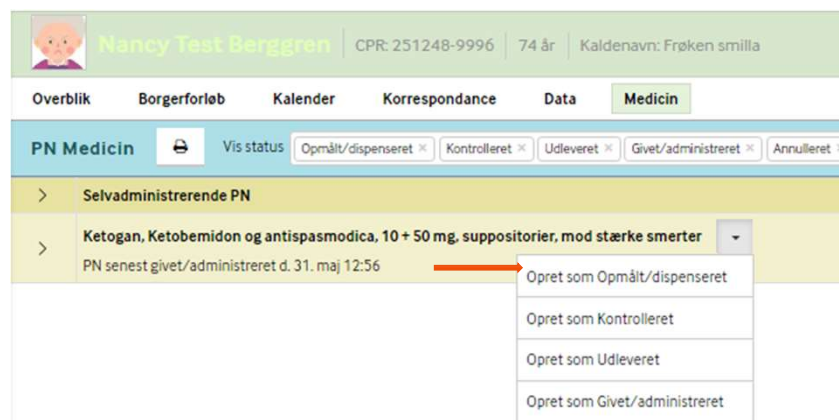 Nancy Test Berggren CPR: 251248-9996 74 år Kaldenavn: Frøken smilla
Overblik Borgerforløb Kalender Korrespondance Data Medicin
PN Medicin Vis status Opmålt/dispenseret × Kontrolleret × Udleveret × Givet/administreret × Annulleret ×
Selvadministrerende PN
Ketogan, Ketobemidon og antispasmodica, 10 + 50 mg, suppositorier, mod stærke smerter
PN senest givet/administreret d. 31. maj 12:56
Opret som Opmålt/dispenseret
Opret som Kontrolleret
Opret som Udleveret
Opret som Givet/administreret